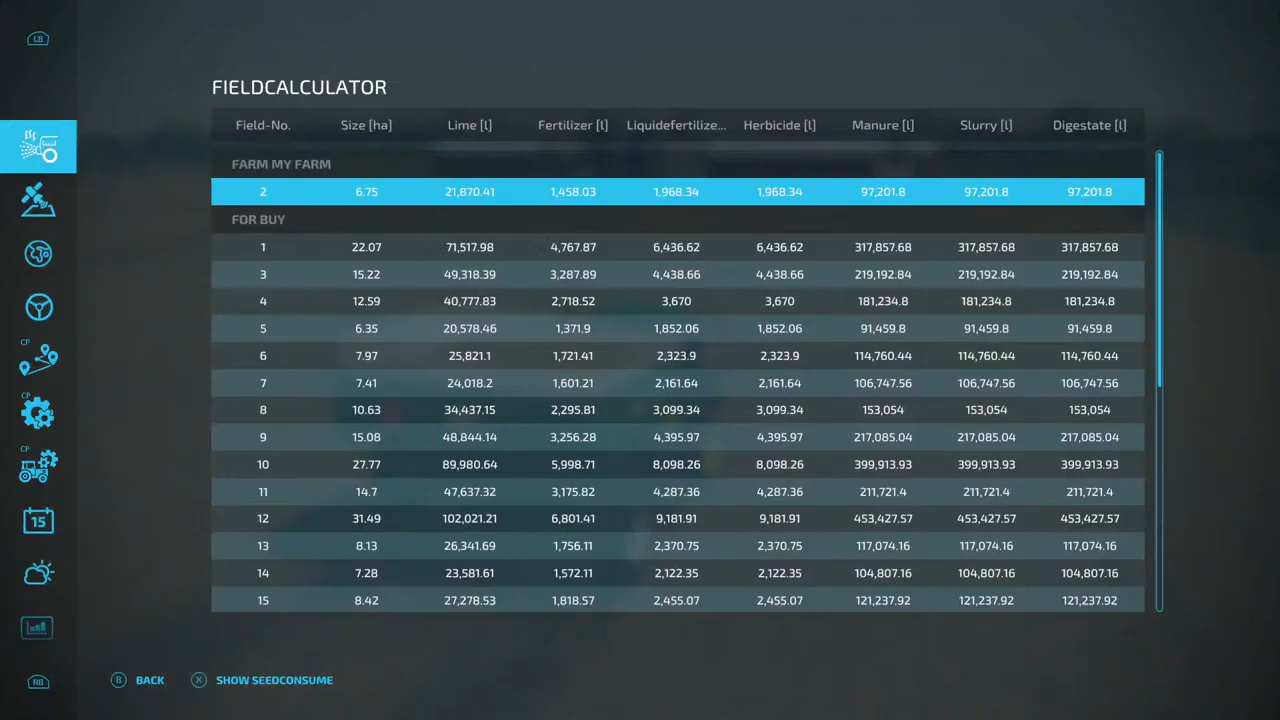 LB
FIELDCALCULATOR
Field-No. Size [ha] Lime [l] Fertilizer [l] Liquidefertilize... Herbicide [l] Manure [l] Slurry [l] Digestate [l]
FARM MY FARM
2 6.75 21,870.41 1,458.03 1,968.34 1,968.34 97,201.8 97,201.8 97,201.8
FOR BUY
1 22.07 71,517.98 4,767.87 6,436.62 6,436.62 317,857.68 317,857.68 317,857.68
3 15.22 49,318.39 3,287.89 4,438.66 4,438.66 219,192.84 219,192.84 219,192.84
4 12.59 40,777.83 2,718.52 3,670 3,670 181,234.8 181,234.8 181,234.8
5 6.35 20,578.46 1,371.9 1,852.06 1,852.06 91,459.8 91,459.8 91,459.8
CP
6 7.97 25,821.1 1,721.41 2,323.9 2,323.9 114,760.44 114,760.44 114,760.44
7 7.41 24,018.2 1,601.21 2,161.64 2,161.64 106,747.56 106,747.56 106,747.56
CP
8 10.63 34,437.15 2,295.81 3,099.34 3,099.34 153,054 153,054 153,054
9 15.08 48,844.14 3,256.28 4,395.97 4,395.97 217,085.04 217,085.04 217,085.04
CP
10 27.77 89,980.64 5,998.71 8,098.26 8,098.26 399,913.93 399,913.93 399,913.93
11 14.7 47,637.32 3,175.82 4,287.36 4,287.36 211,721.4 211,721.4 211,721.4
12 31.49 102,021.21 6,801.41 9,181.91 9,181.91 453,427.57 453,427.57 453,427.57
15
13 8.13 26,341.69 1,756.11 2,370.75 2,370.75 117,074.16 117,074.16 117,074.16
14 7.28 23,581.61 1,572.11 2,122.35 2,122.35 104,807.16 104,807.16 104,807.16
15 8.42 27,278.53 1,818.57 2,455.07 2,455.07 121,237.92 121,237.92 121,237.92
RB
B BACK X SHOW SEEDCONSUME